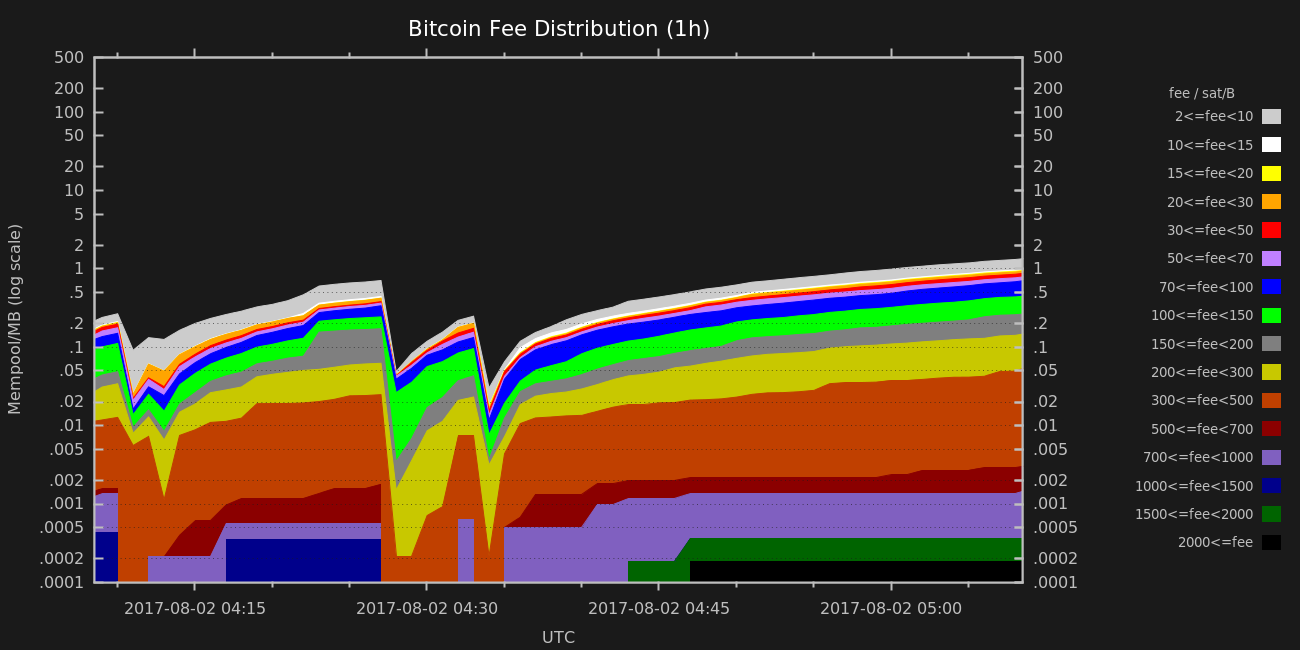 Bitcoin Fee Distribution (1h)
Mempool/MB (log scale)
500
200
100
50
20
10
5
2
1
.5
.2
.1
.05
.02
.01
.005
.002
.001
.0005
.0002
.0001
500
200
100
50
20
10
5
2
1
.5
.2
.1
.05
.02
.01
.005
.002
.001
.0005
.0002
.0001
2017-08-02 04:15
2017-08-02 04:30
2017-08-02 04:45
2017-08-02 05:00
UTC
fee / sat/B
2<=fee<10
10<=fee<15
15<=fee<20
20<=fee<30
30<=fee<50
50<=fee<70
70<=fee<100
100<=fee<150
150<=fee<200
200<=fee<300
300<=fee<500
500<=fee<700
700<=fee<1000
1000<=fee<1500
1500<=fee<2000
2000<=fee